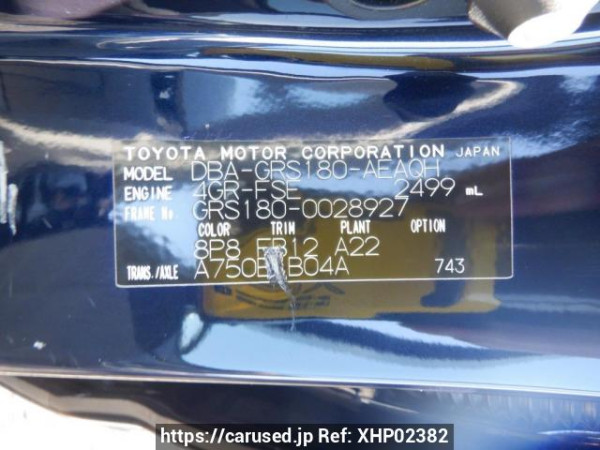 TOYOTA MOTOR CORPORATION JAPAN
MODEL DBA-GRS180-AEAQH
ENGINE 4GR-FSE 2499 mL
FRAME No. GRS180-0028927
COLOR TRIM PLANT OPTION
8P8 FB12 A22
TRANS./AXLE B04A 743
https://carused.jp Ref: XHP02382